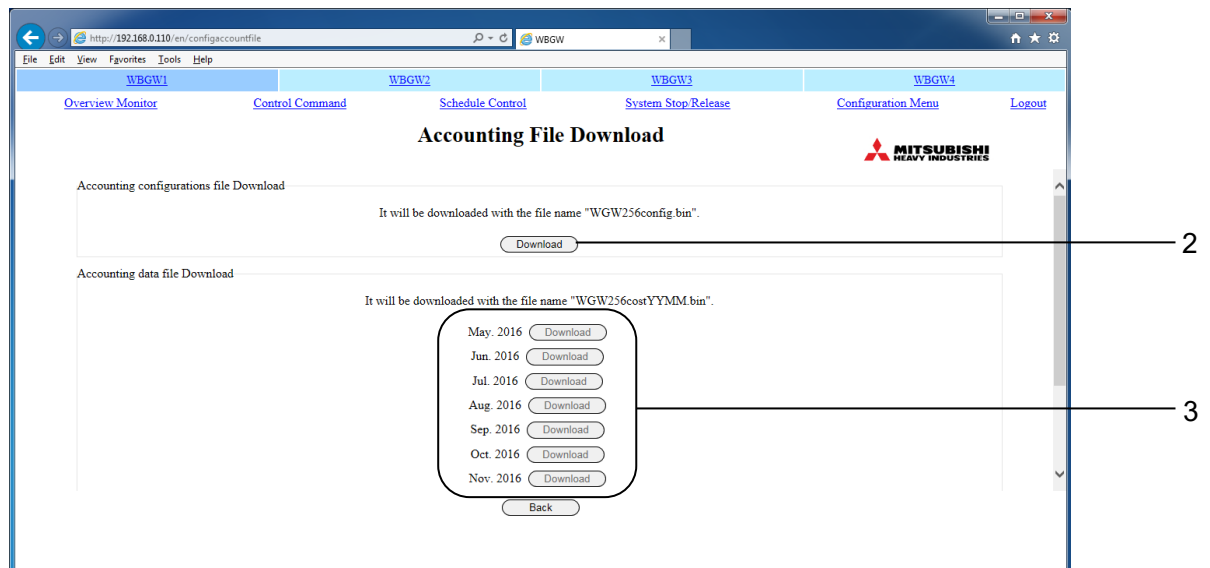 http://192.168.0.110/en/configaccountfile
WBGW
File Edit View Favorites Tools Help
WBGW1 WBGW2 WBGW3 WBGW4
Overview Monitor Control Command Schedule Control System Stop/Release Configuration Menu Logout
Accounting File Download
MITSUBISHI
HEAVY INDUSTRIES
Accounting configurations file Download
It will be downloaded with the file name "WGW256config.bin".
Download
2
Accounting data file Download
It will be downloaded with the file name "WGW256costYYMM.bin".
May. 2016 Download
Jun. 2016 Download
Jul. 2016 Download
Aug. 2016 Download
3
Sep. 2016 Download
Oct. 2016 Download
Nov. 2016 Download
Back